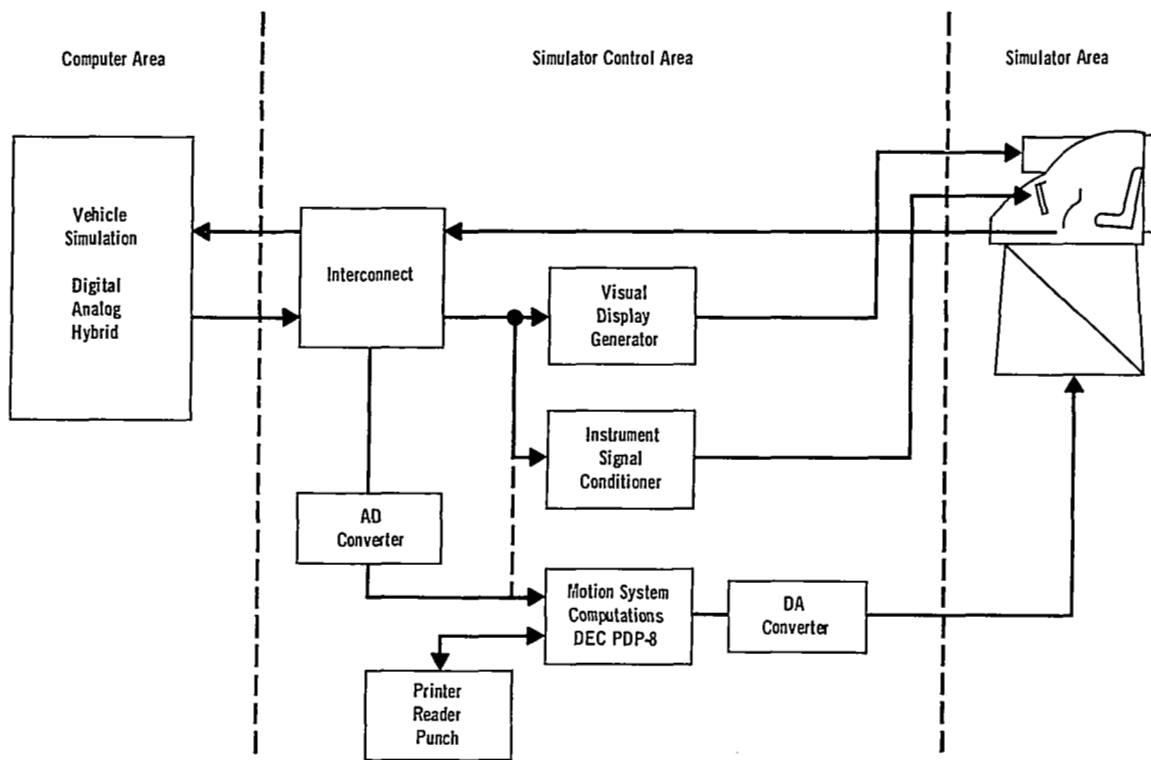 Computer Area
Simulator Control Area
Simulator Area
Vehicle
Simulation
Digital
Analog
Hybrid
Interconnect
Visual
Display
Generator
Instrument
Signal
Conditioner
AD
Converter
Motion System
Computations
DEC PDP-8
DA
Converter
Printer
Reader
Punch